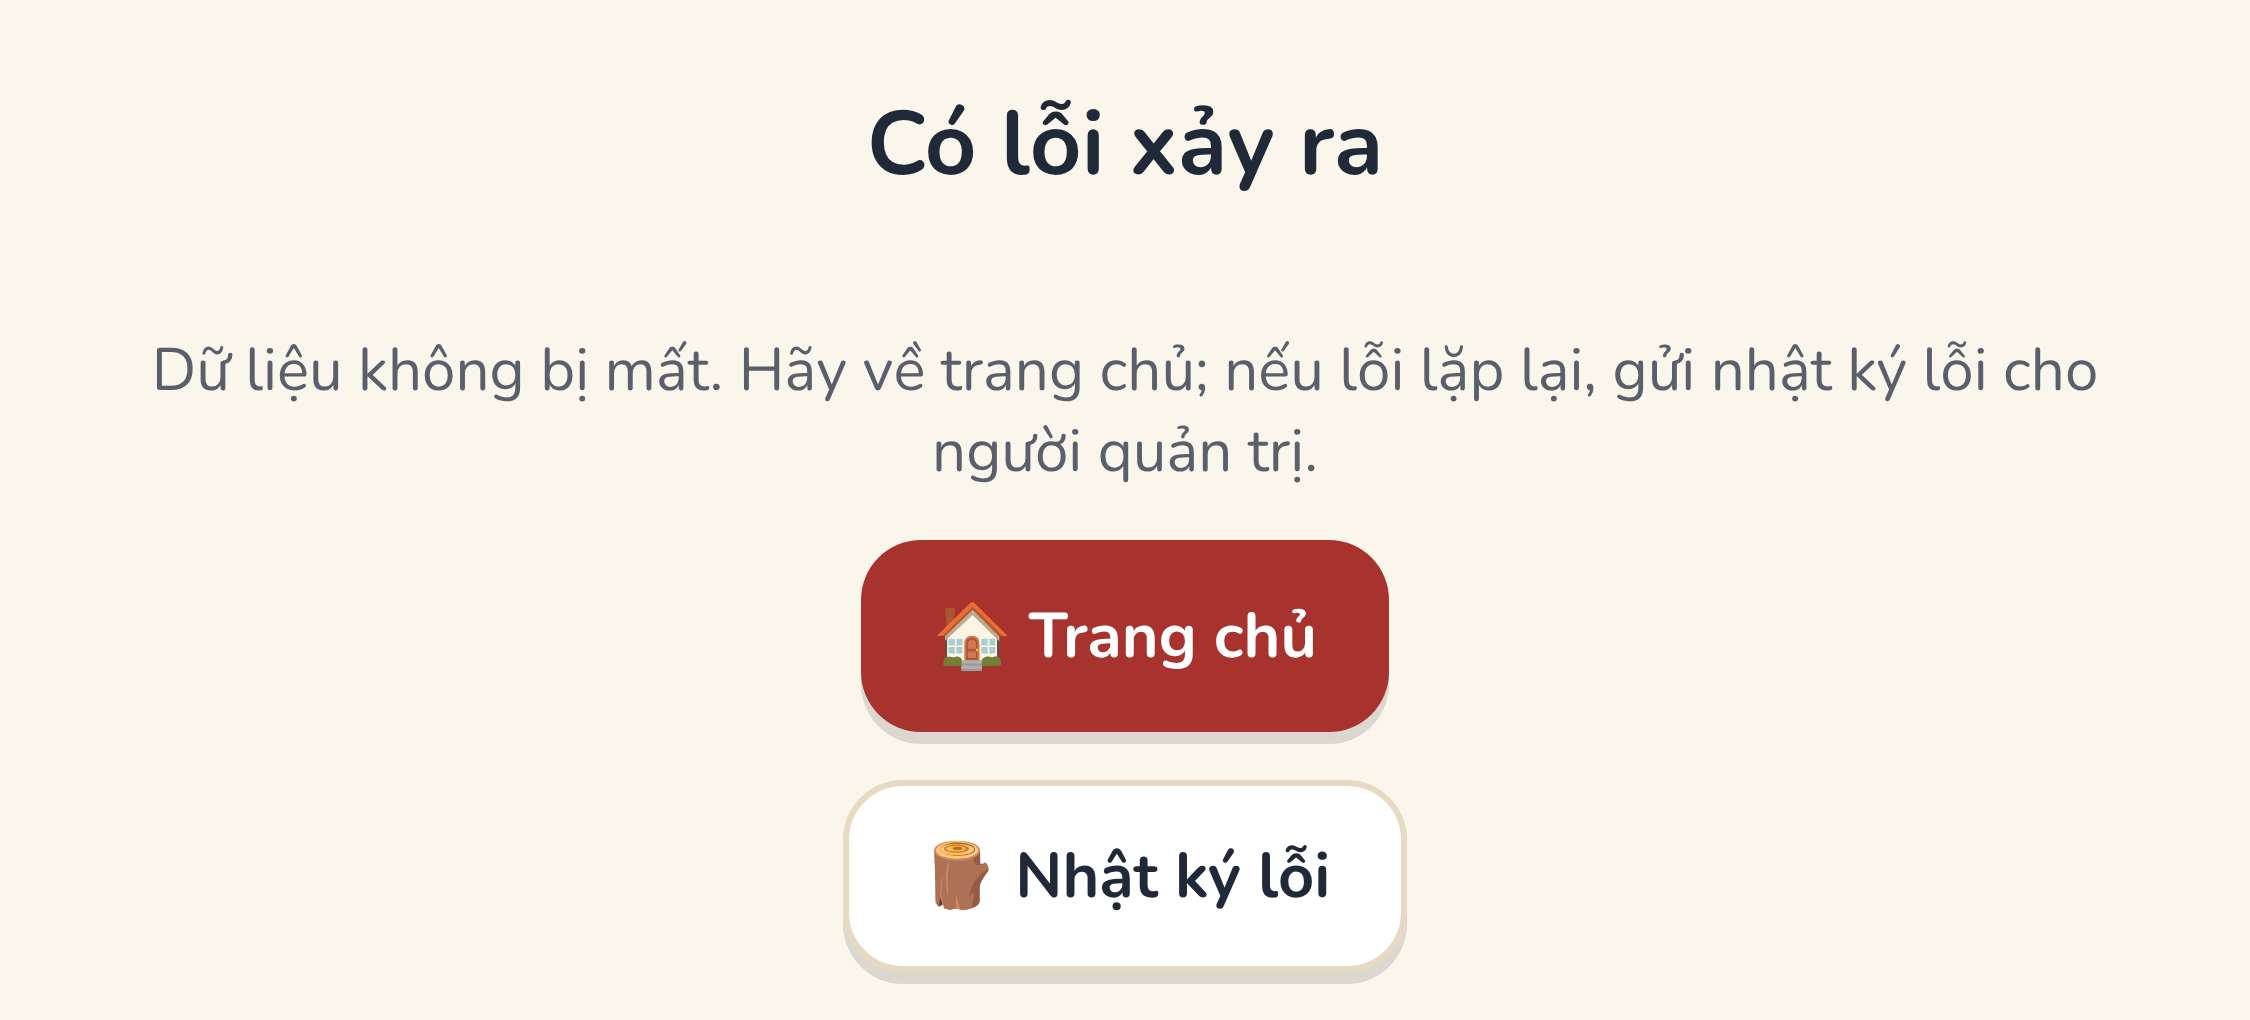 Có lỗi xảy ra
Dữ liệu không bị mất. Hãy về trang chủ; nếu lỗi lặp lại, gửi nhật ký lỗi cho
người quản trị.
🏠 Trang chủ
🪵 Nhật ký lỗi